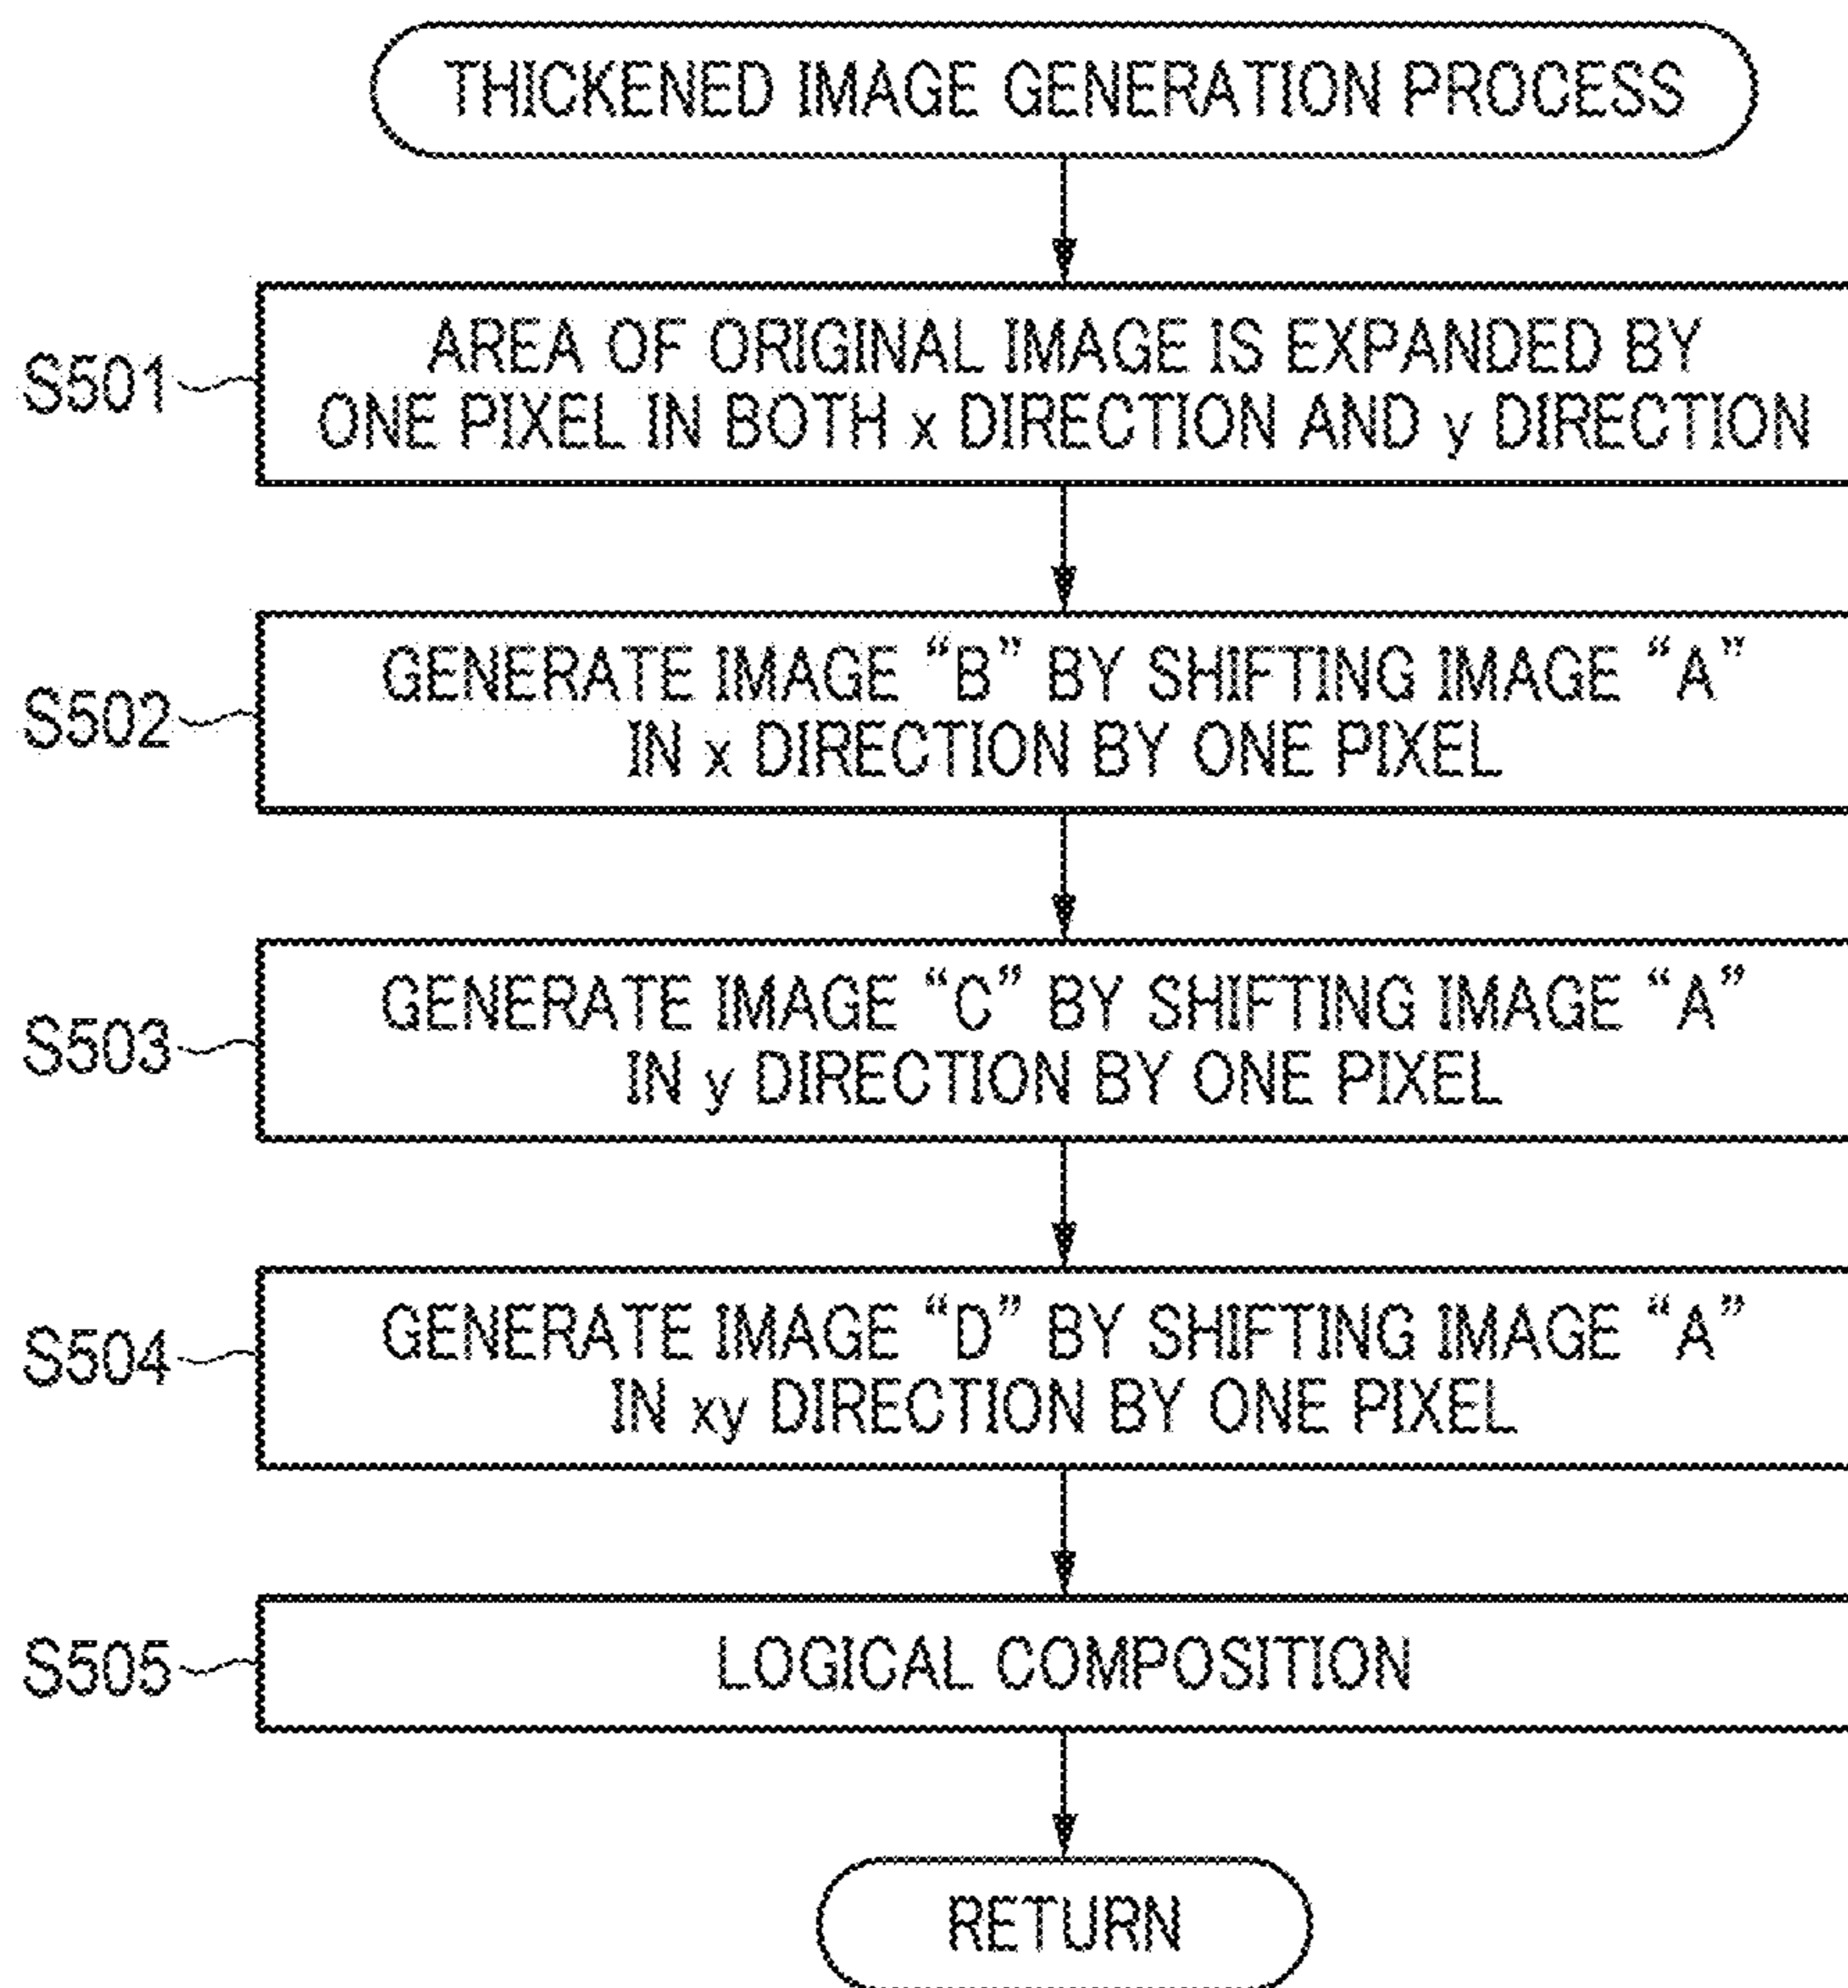 THICKENED IMAGE GENERATION PROCESS
S501
AREA OF ORIGINAL IMAGE IS EXPANDED BY
ONE PIXEL IN BOTH x DIRECTION AND y DIRECTION
S502
GENERATE IMAGE “B” BY SHIFTING IMAGE “A”
IN x DIRECTION BY ONE PIXEL
S503
GENERATE IMAGE “C” BY SHIFTING IMAGE “A”
IN y DIRECTION BY ONE PIXEL
S504
GENERATE IMAGE “D” BY SHIFTING IMAGE “A”
IN xy DIRECTION BY ONE PIXEL
S505
LOGICAL COMPOSITION
RETURN